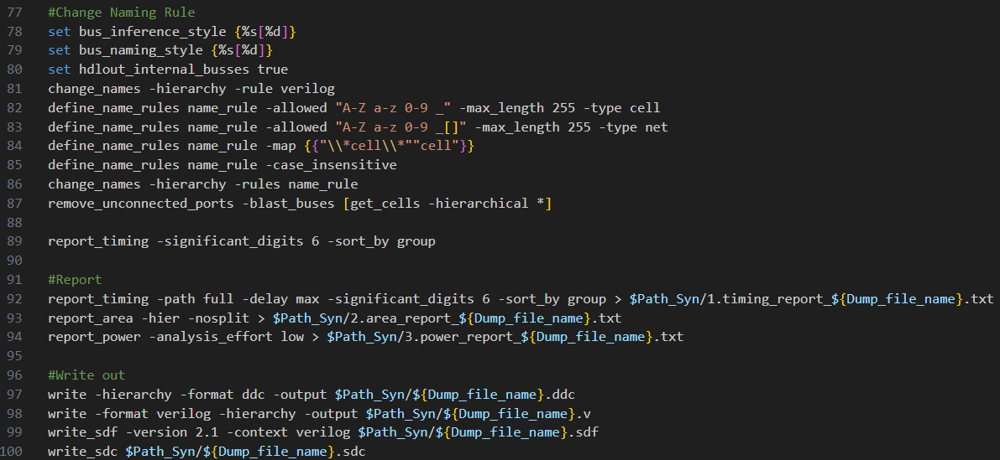 77 #Change Naming Rule
78 set bus_inference_style {%s[%d]}
79 set bus_naming_style {%s[%d]}
80 set hdlout_internal_busses true
81 change_names -hierarchy -rule verilog
82 define_name_rules name_rule -allowed "A-Z a-z 0-9 _" -max_length 255 -type cell
83 define_name_rules name_rule -allowed "A-Z a-z 0-9 _[]" -max_length 255 -type net
84 define_name_rules name_rule -map {{"\\*cell\\*""cell"}}
85 define_name_rules name_rule -case_insensitive
86 change_names -hierarchy -rules name_rule
87 remove_unconnected_ports -blast_buses [get_cells -hierarchical *]
88
89 report_timing -significant_digits 6 -sort_by group
90
91 #Report
92 report_timing -path full -delay max -significant_digits 6 -sort_by group > $Path_Syn/1.timing_report_${Dump_file_name}.txt
93 report_area -hier -nosplit > $Path_Syn/2.area_report_${Dump_file_name}.txt
94 report_power -analysis_effort low > $Path_Syn/3.power_report_${Dump_file_name}.txt
95
96 #Write out
97 write -hierarchy -format ddc -output $Path_Syn/${Dump_file_name}.ddc
98 write -format verilog -hierarchy -output $Path_Syn/${Dump_file_name}.v
99 write_sdf -version 2.1 -context verilog $Path_Syn/${Dump_file_name}.sdf
100 write_sdc $Path_Syn/${Dump_file_name}.sdc